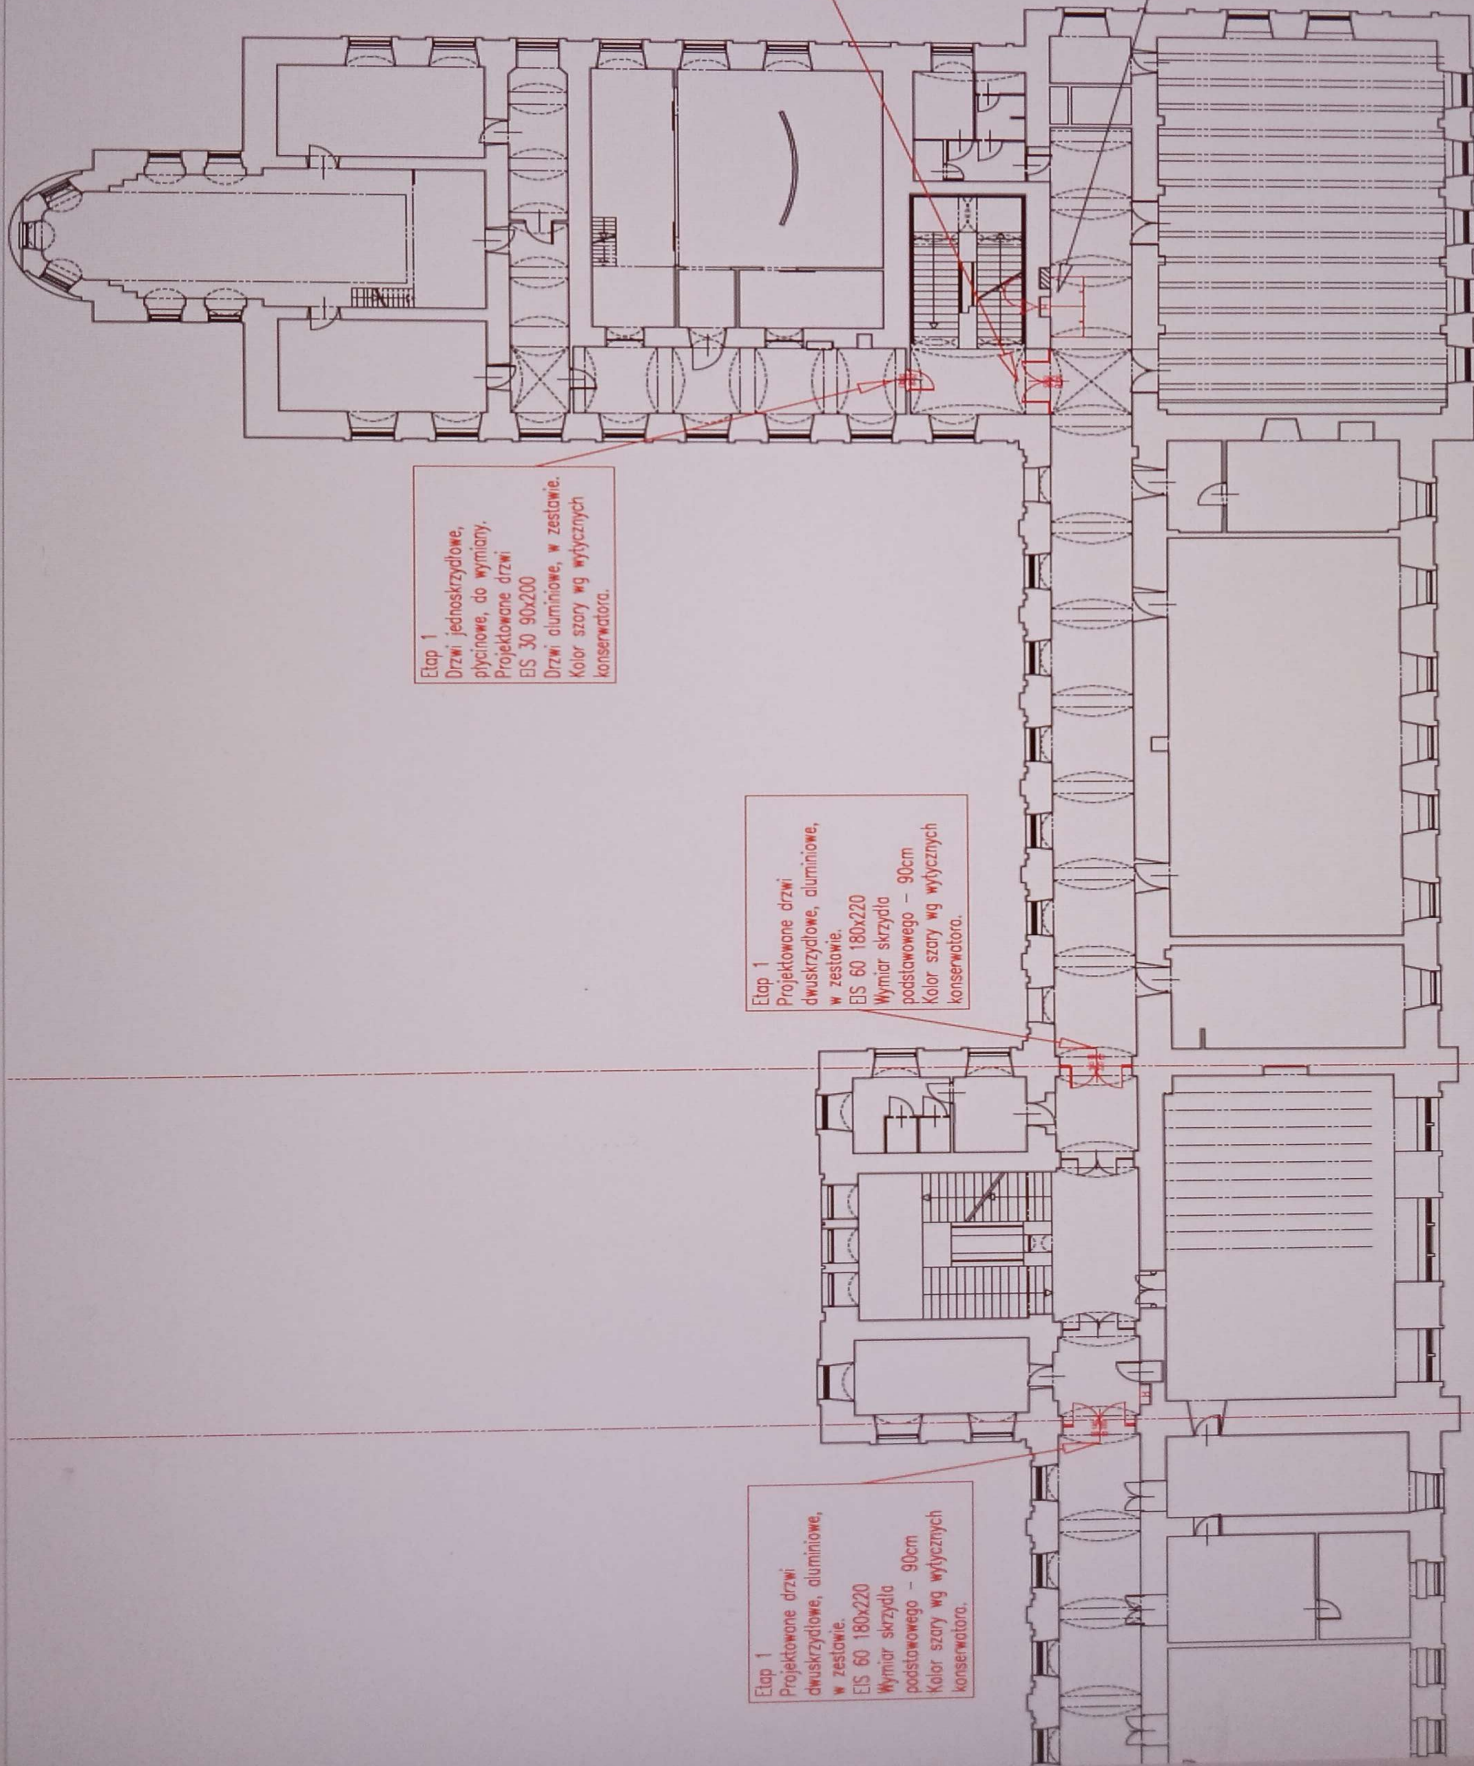 Etap 1
Drzwi jednoskrzydłowe,
płycinowe, do wymiany.
Projektowane drzwi
EIS 30 90x200
Drzwi aluminiowe, w zestawie.
Kolor szary wg wytycznych
konserwatora.
Etap 1
Projektowane drzwi
dwuskrzydłowe, aluminiowe,
w zestawie.
EIS 60 180x220
Wymiar skrzydła
podstawowego – 90cm
Kolor szary wg wytycznych
konserwatora.
Etap 1
Projektowane drzwi
dwuskrzydłowe, aluminiowe,
w zestawie.
EIS 60 180x220
Wymiar skrzydła
podstawowego – 90cm
Kolor szary wg wytycznych
konserwatora.